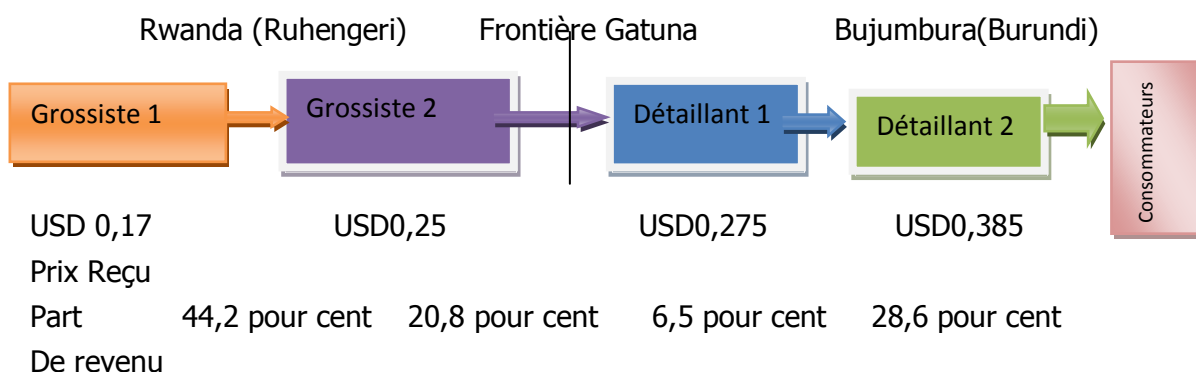 Rwanda (Ruhengeri) Frontière Gatuna Bujumbura(Burundi)
Grossiste 1 Grossiste 2 Détaillant 1 Détaillant 2 Consommateurs
USD 0,17 USD0,25 USD0,275 USD0,385
Prix Reçu
Part 44,2 pour cent 20,8 pour cent 6,5 pour cent 28,6 pour cent
De revenu